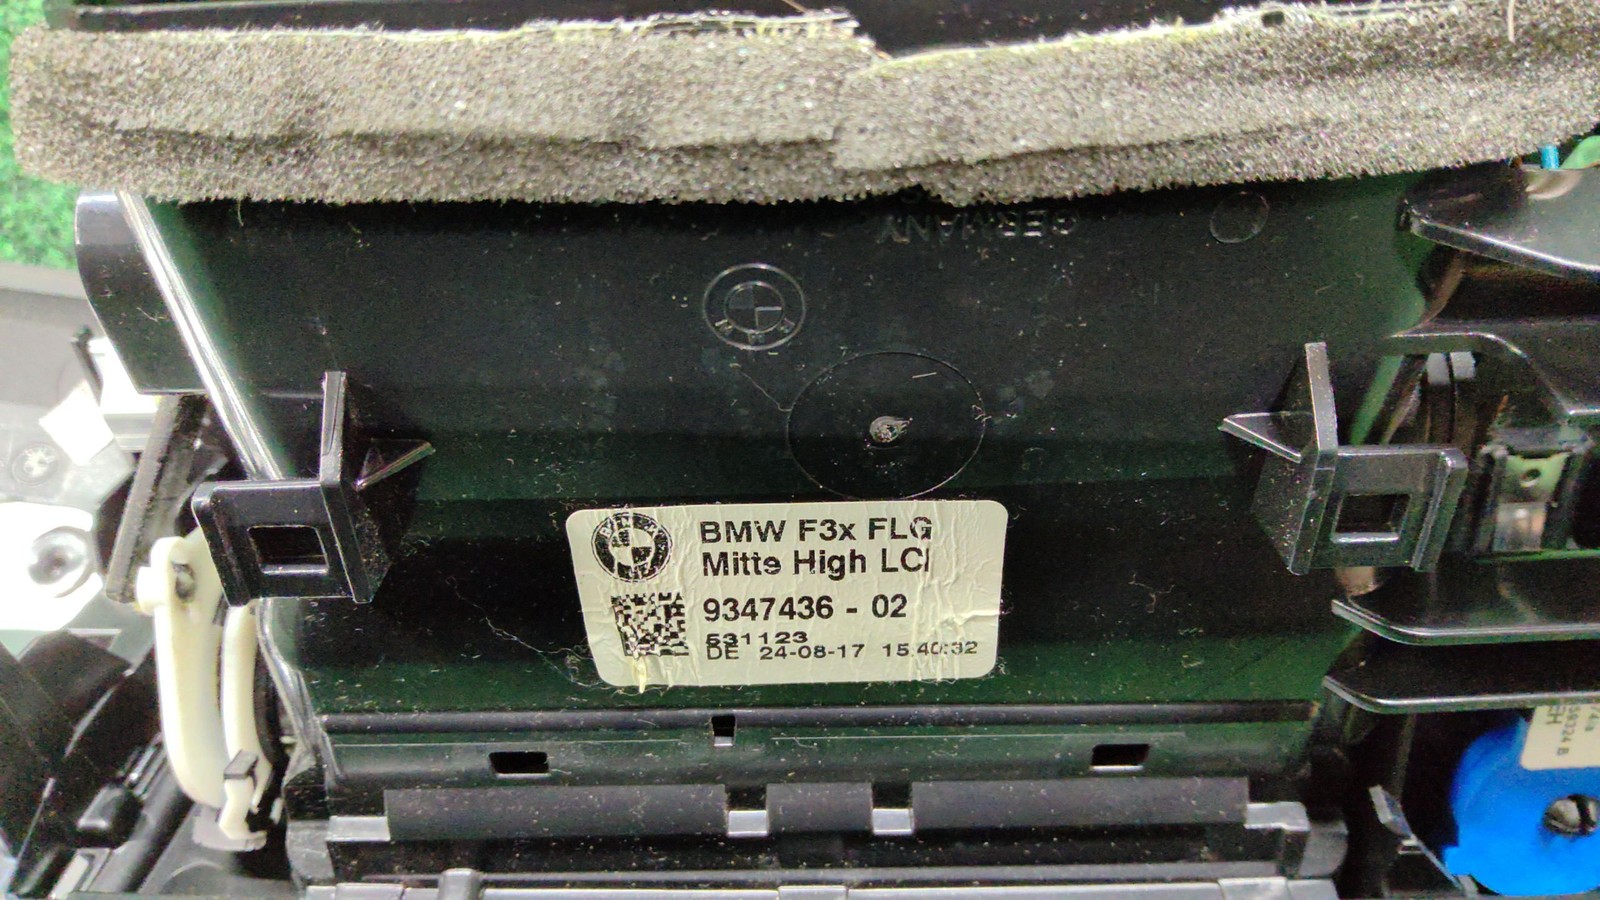 GERMANY
BMW F3x FLG
Mitte High LCI
9347436 - 02
531123
DE 24-08-17 15:40:32